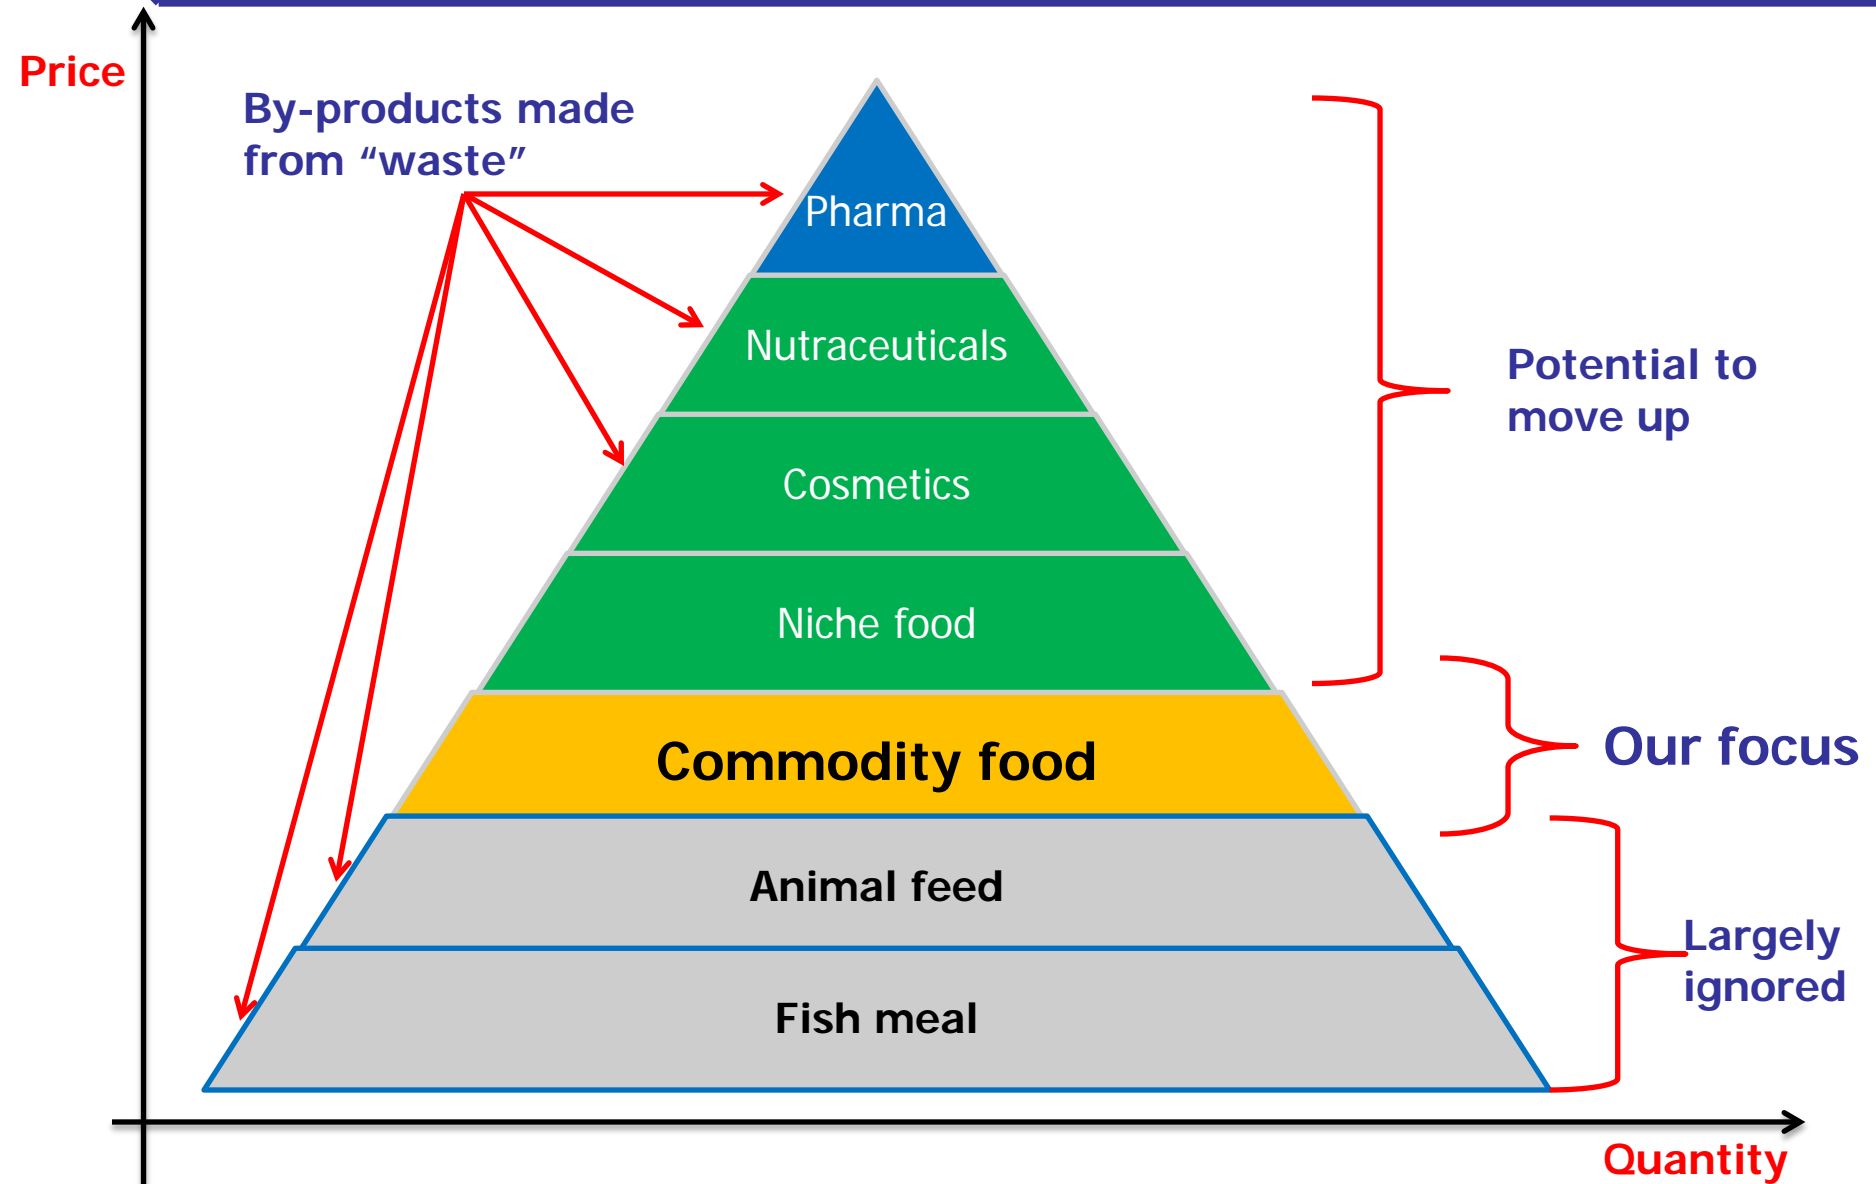 Price
By-products made
from “waste”
Pharma
Nutraceuticals
Potential to
move up
Cosmetics
Niche food
Commodity food
Our focus
Animal feed
Largely
ignored
Fish meal
Quantity